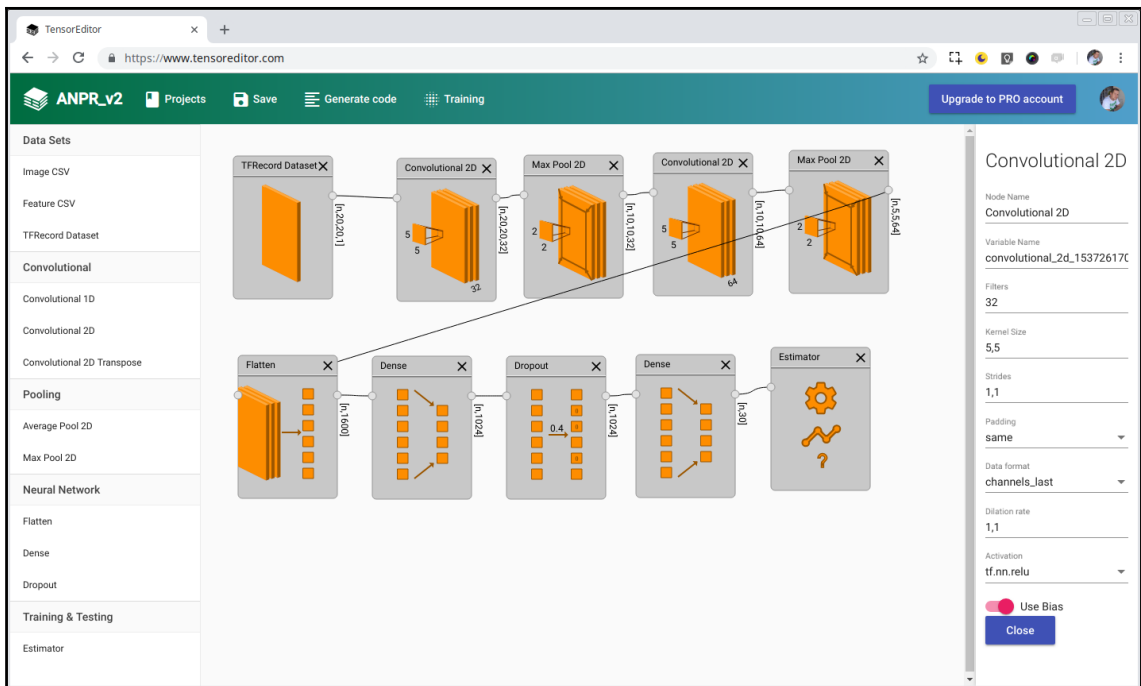 TensorEditor
https://www.tensoreditor.com
ANPR_v2
Projects
Save
Generate code
Training
Upgrade to PRO account
Data Sets
Image CSV
Feature CSV
TFRecord Dataset
Convolutional
Convolutional 1D
Convolutional 2D
Convolutional 2D Transpose
Pooling
Average Pool 2D
Max Pool 2D
Neural Network
Flatten
Dense
Dropout
Training & Testing
Estimator
TFRecord Dataset
[n,20,20,1]
Convolutional 2D
5
5
32
[n,20,20,32]
Max Pool 2D
2
2
[n,10,10,32]
Convolutional 2D
5
5
64
[n,10,10,64]
Max Pool 2D
2
2
[n,5,5,64]
Flatten
[n,1600]
Dense
[n,1024]
Dropout
0.4
[n,1024]
Dense
[n,30]
Estimator
?
Convolutional 2D
Node Name
Convolutional 2D
Variable Name
convolutional_2d_153726170
Filters
32
Kernel Size
5,5
Strides
1,1
Padding
same
Data format
channels_last
Dilation rate
1,1
Activation
tf.nn.relu
Use Bias
Close